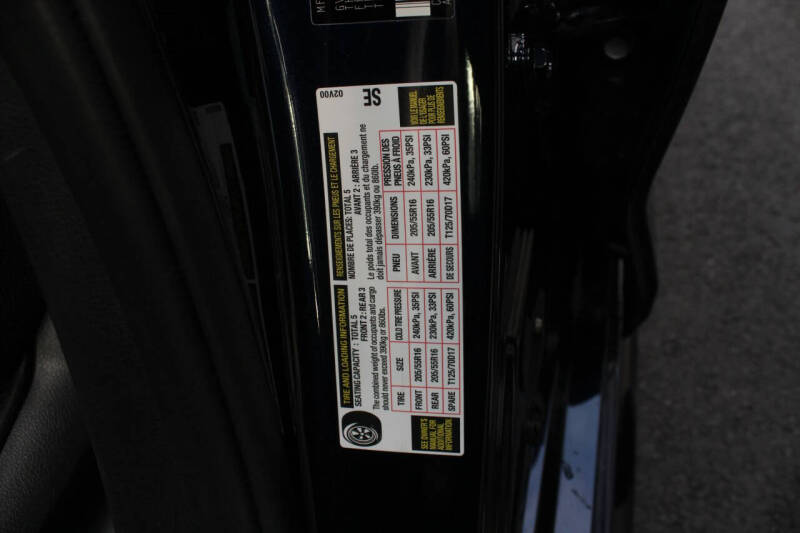 TIRE AND LOADING INFORMATION
SEATING CAPACITY : TOTAL 5
FRONT 2 : REAR 3
The combined weight of occupants and cargo
should never exceed 390kg or 860lbs.
TIRE SIZE COLD TIRE PRESSURE
FRONT 205/55R16 240kPa, 35PSI
REAR 205/55R16 230kPa, 33PSI
SPARE T125/70D17 420kPa, 60PSI
SEE OWNER'S
MANUAL FOR
ADDITIONAL
INFORMATION
RENSEIGNEMENTS SUR LES PNEUS ET LE CHARGEMENT
NOMBRE DE PLACES: TOTAL 5
AVANT 2 : ARRIÈRE 3
Le poids total des occupants et du chargement ne
doit jamais dépasser 390kg ou 860lb.
PNEU DIMENSIONS PRESSION DES
PNEUS À FROID
AVANT 205/55R16 240kPa, 35PSI
ARRIÈRE 205/55R16 230kPa, 33PSI
DE SECOURS T125/70D17 420kPa, 60PSI
VOIR LE MANUEL
DE L'USAGER
POUR PLUS DE
RENSEIGNEMENTS
02V00
SE